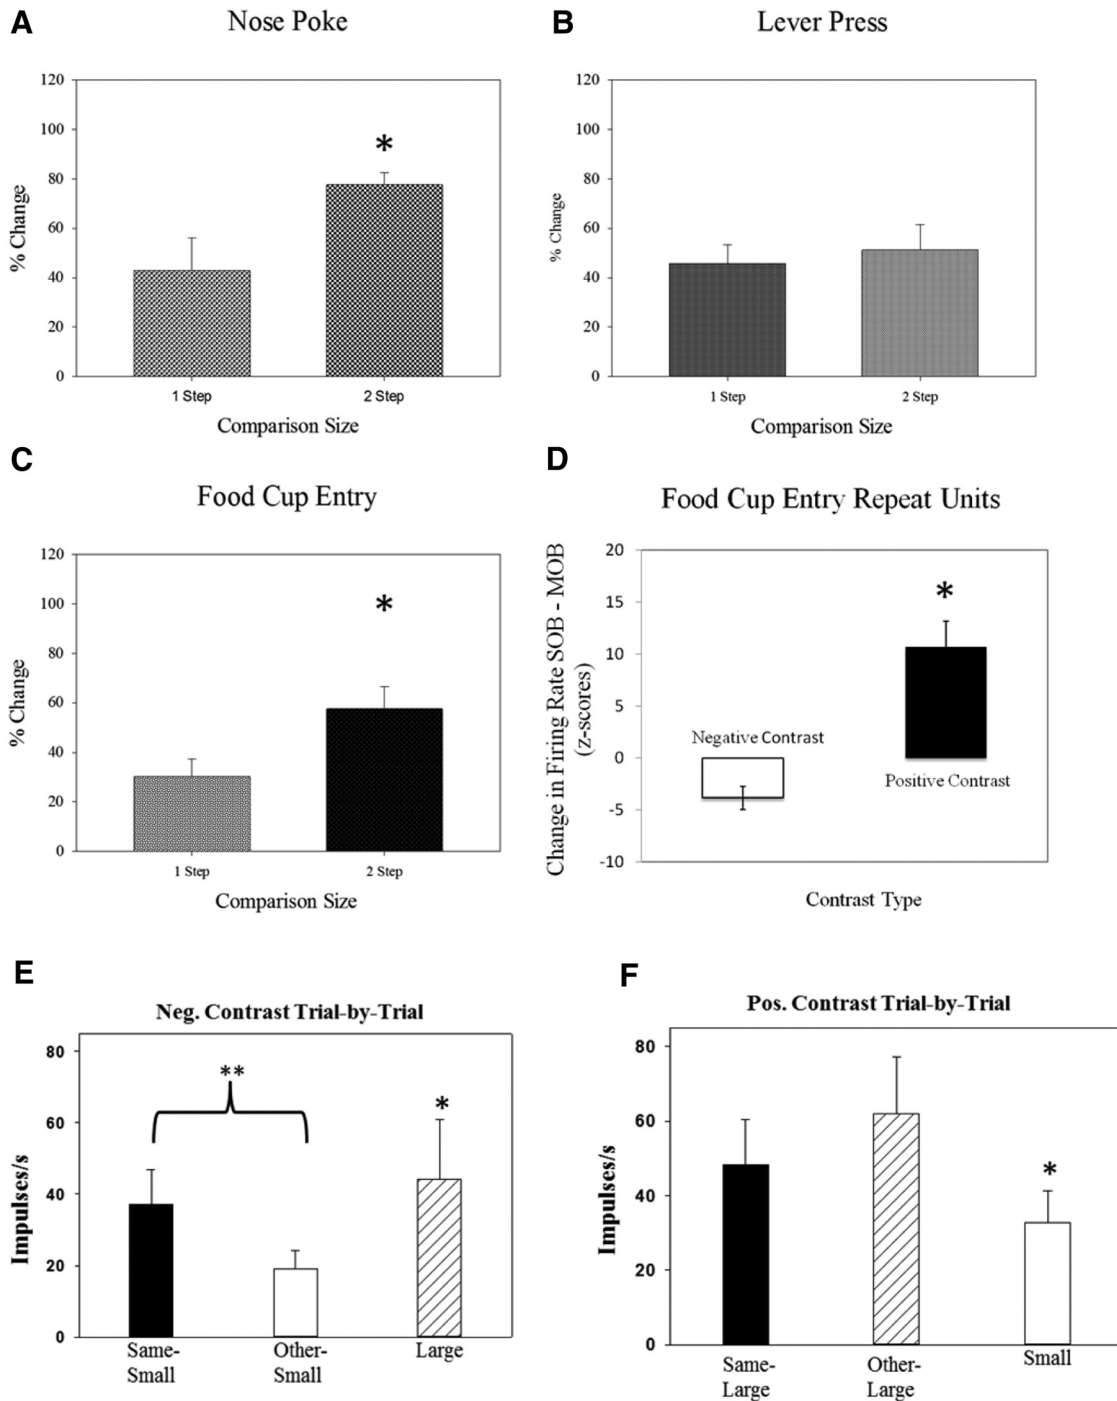 A
Nose Poke
120
100
80
60
40
20
0
% Change
*
1 Step
2 Step
Comparison Size
B
Lever Press
120
100
80
60
40
20
0
% Change
1 Step
2 Step
Comparison Size
C
Food Cup Entry
120
100
80
60
40
20
0
% Change
*
1 Step
2 Step
Comparison Size
D
Food Cup Entry Repeat Units
20
15
10
5
0
-5
-10
Change in Firing Rate SOB - MOB
(z-scores)
*
Negative Contrast
Positive Contrast
Contrast Type
E
Neg. Contrast Trial-by-Trial
80
60
40
20
0
Impulses/s
**
*
Same-
Small
Other-
Small
Large
F
Pos. Contrast Trial-by-Trial
80
60
40
20
0
Impulses/s
*
Same-
Large
Other-
Large
Small